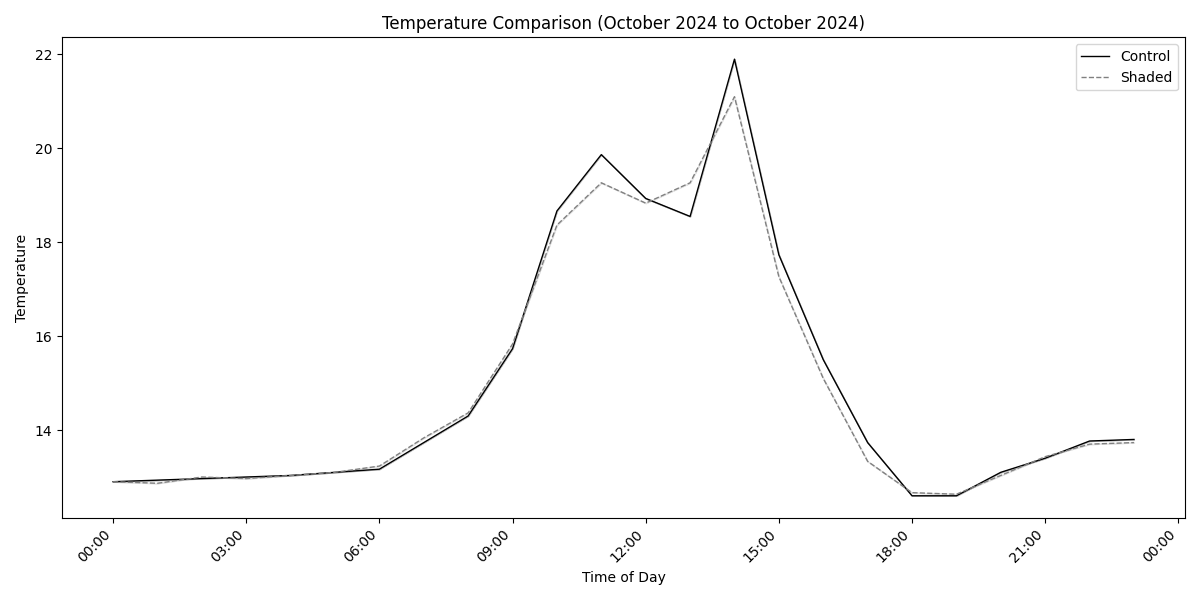 Temperature Comparison (October 2024 to October 2024)
Control
Shaded
22
20
18
16
14
Temperature
00:00
03:00
06:00
09:00
12:00
15:00
18:00
21:00
00:00
Time of Day